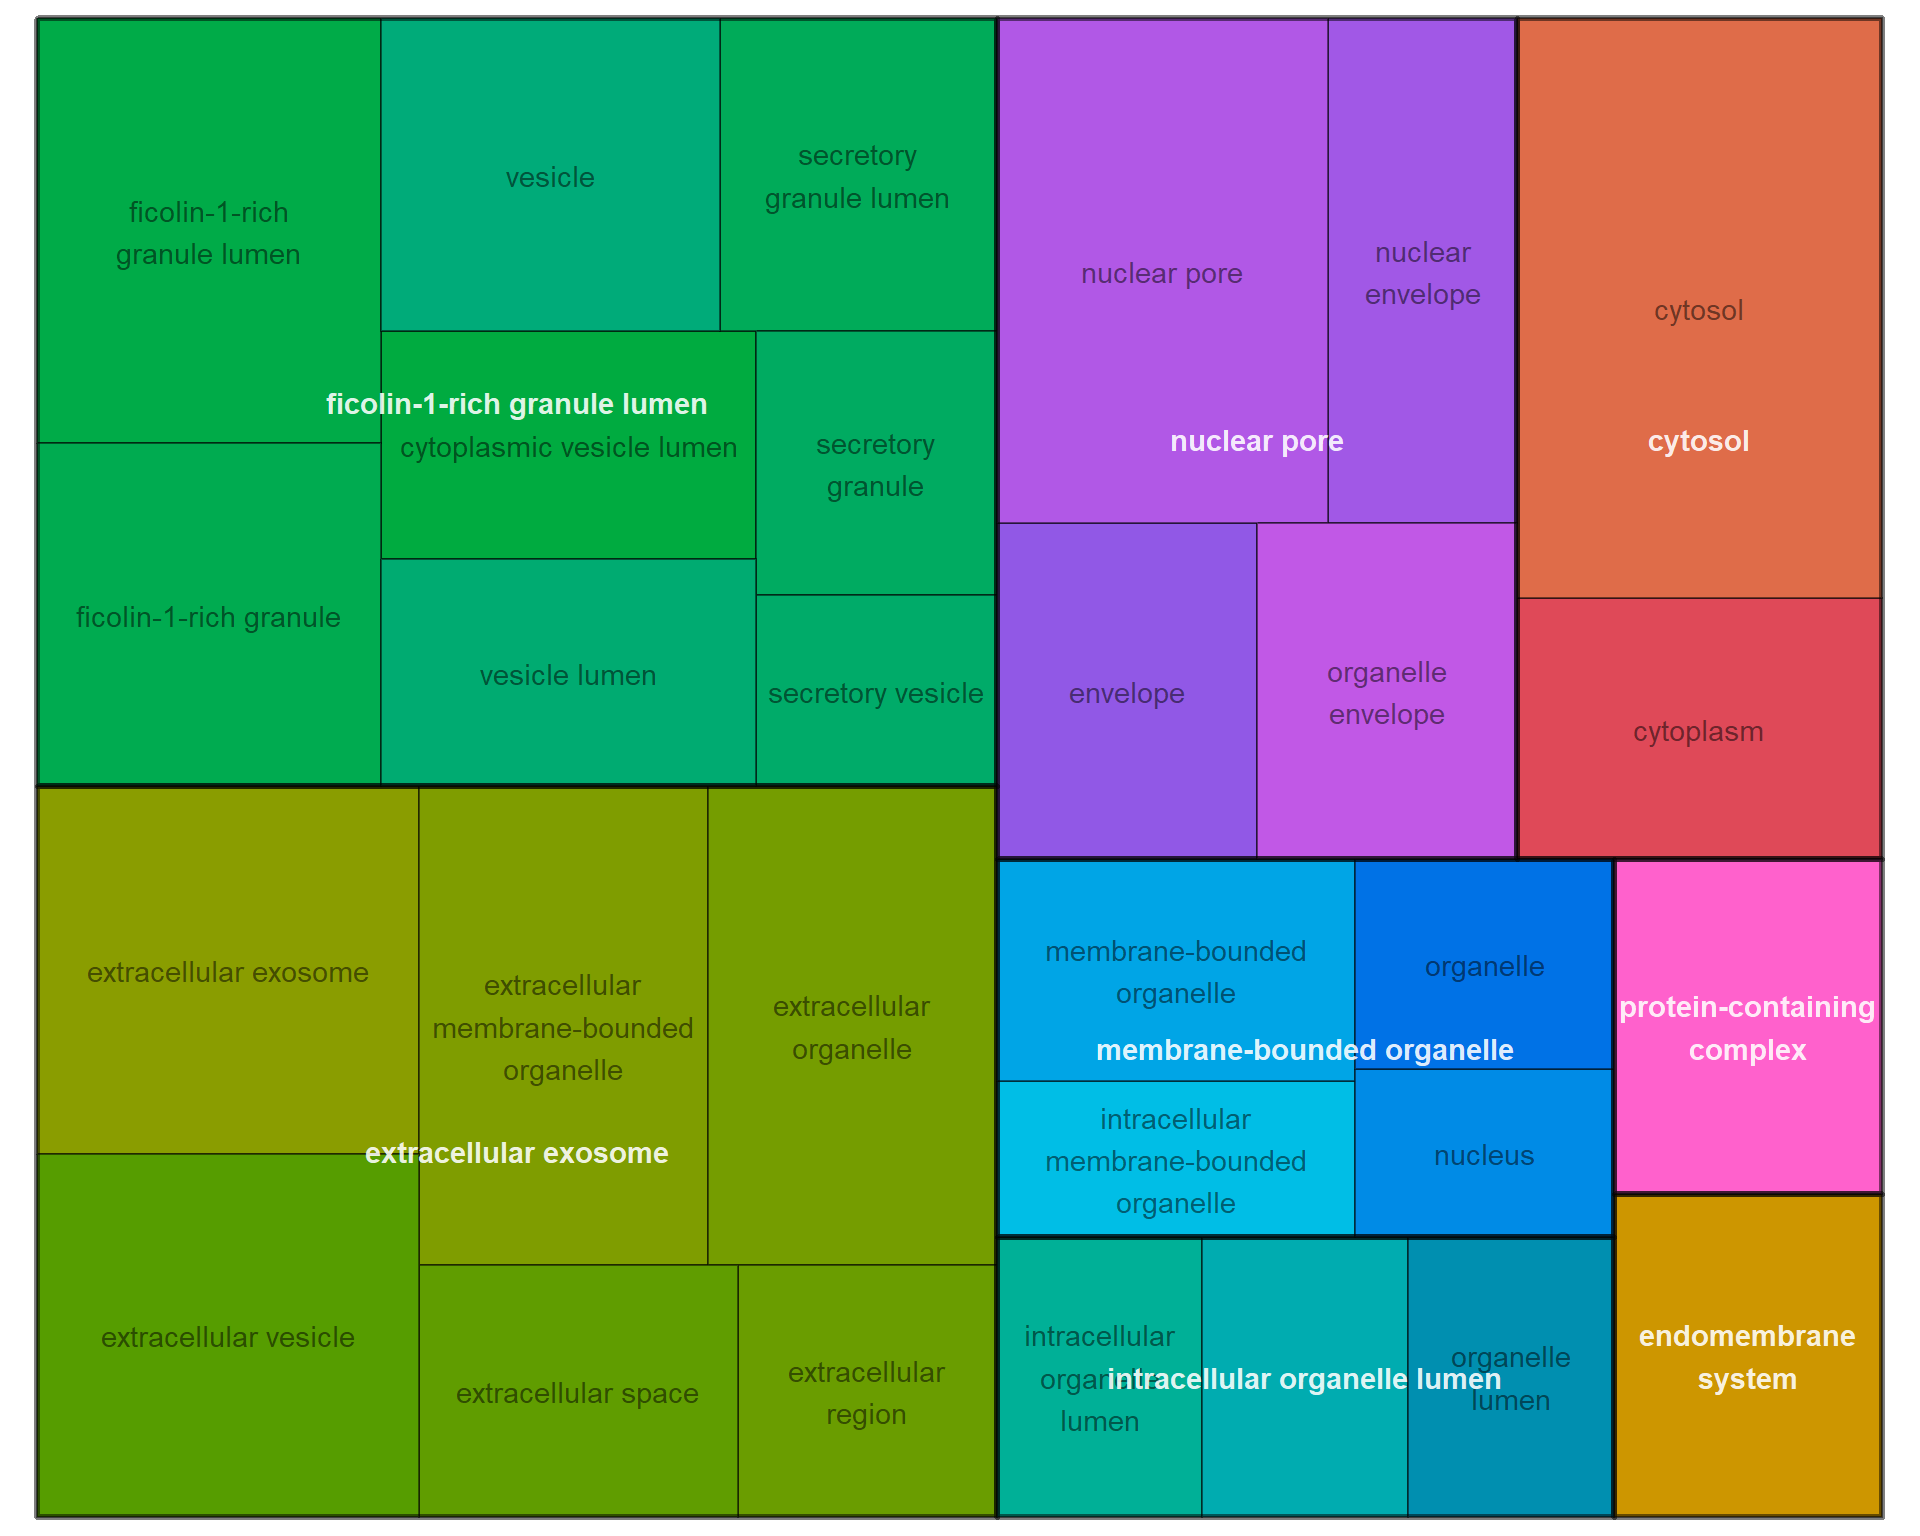 ficolin-1-rich
granule lumen
vesicle
secretory
granule lumen
ficolin-1-rich granule lumen
cytoplasmic vesicle lumen
secretory
granule
ficolin-1-rich granule
vesicle lumen
secretory vesicle
nuclear pore
nuclear
envelope
nuclear pore
envelope
organelle
envelope
cytosol
cytosol
cytoplasm
extracellular exosome
extracellular
membrane-bounded
organelle
extracellular
organelle
extracellular exosome
extracellular vesicle
extracellular space
extracellular
region
membrane-bounded
organelle
organelle
membrane-bounded organelle
intracellular
membrane-bounded
organelle
nucleus
protein-containing
complex
intracellular
organelle
lumen
intracellular organelle lumen
organelle
lumen
endomembrane
system